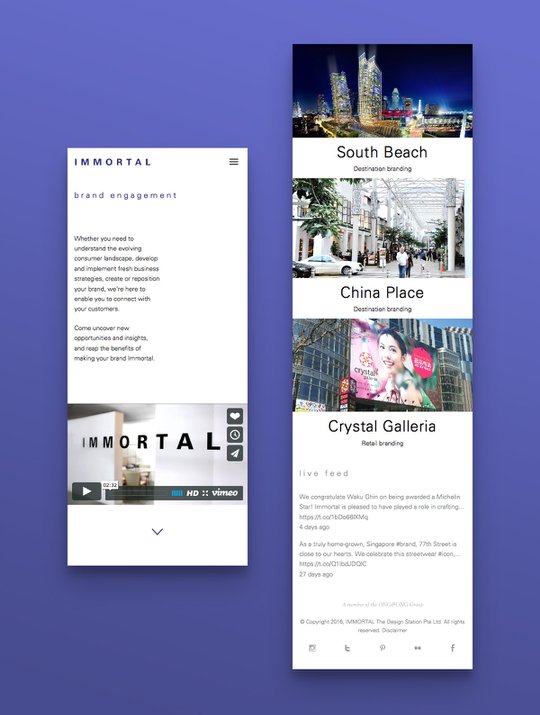 IMMORTAL
brand engagement
Whether you need to
understand the evolving
consumer landscape, develop
and implement fresh business
strategies, create or reposition
your brand, we're here to
enable you to connect with
your customers.
Come uncover new
opportunities and insights,
and reap the benefits of
making your brand Immortal.
IMMORTAL
02:32
HD vimeo
South Beach
Destination branding
China Place
Destination branding
crystal
galleria
Crystal Galleria
Retail branding
live feed
We congratulate Waku Ghin on being awarded a Michelin
Star! Immortal is pleased to have played a role in crafting...
https://t.co/1bDo66lXMq
4 days ago
As a truly home-grown, Singapore #brand, 77th Street is
close to our hearts. We celebrate this streetwear #icon,...
https://t.co/Q1lbdJDQlC
27 days ago
A member of the ONG&ONG Group
© Copyright 2016, IMMORTAL The Design Station Pte Ltd. All rights
reserved. Disclaimer